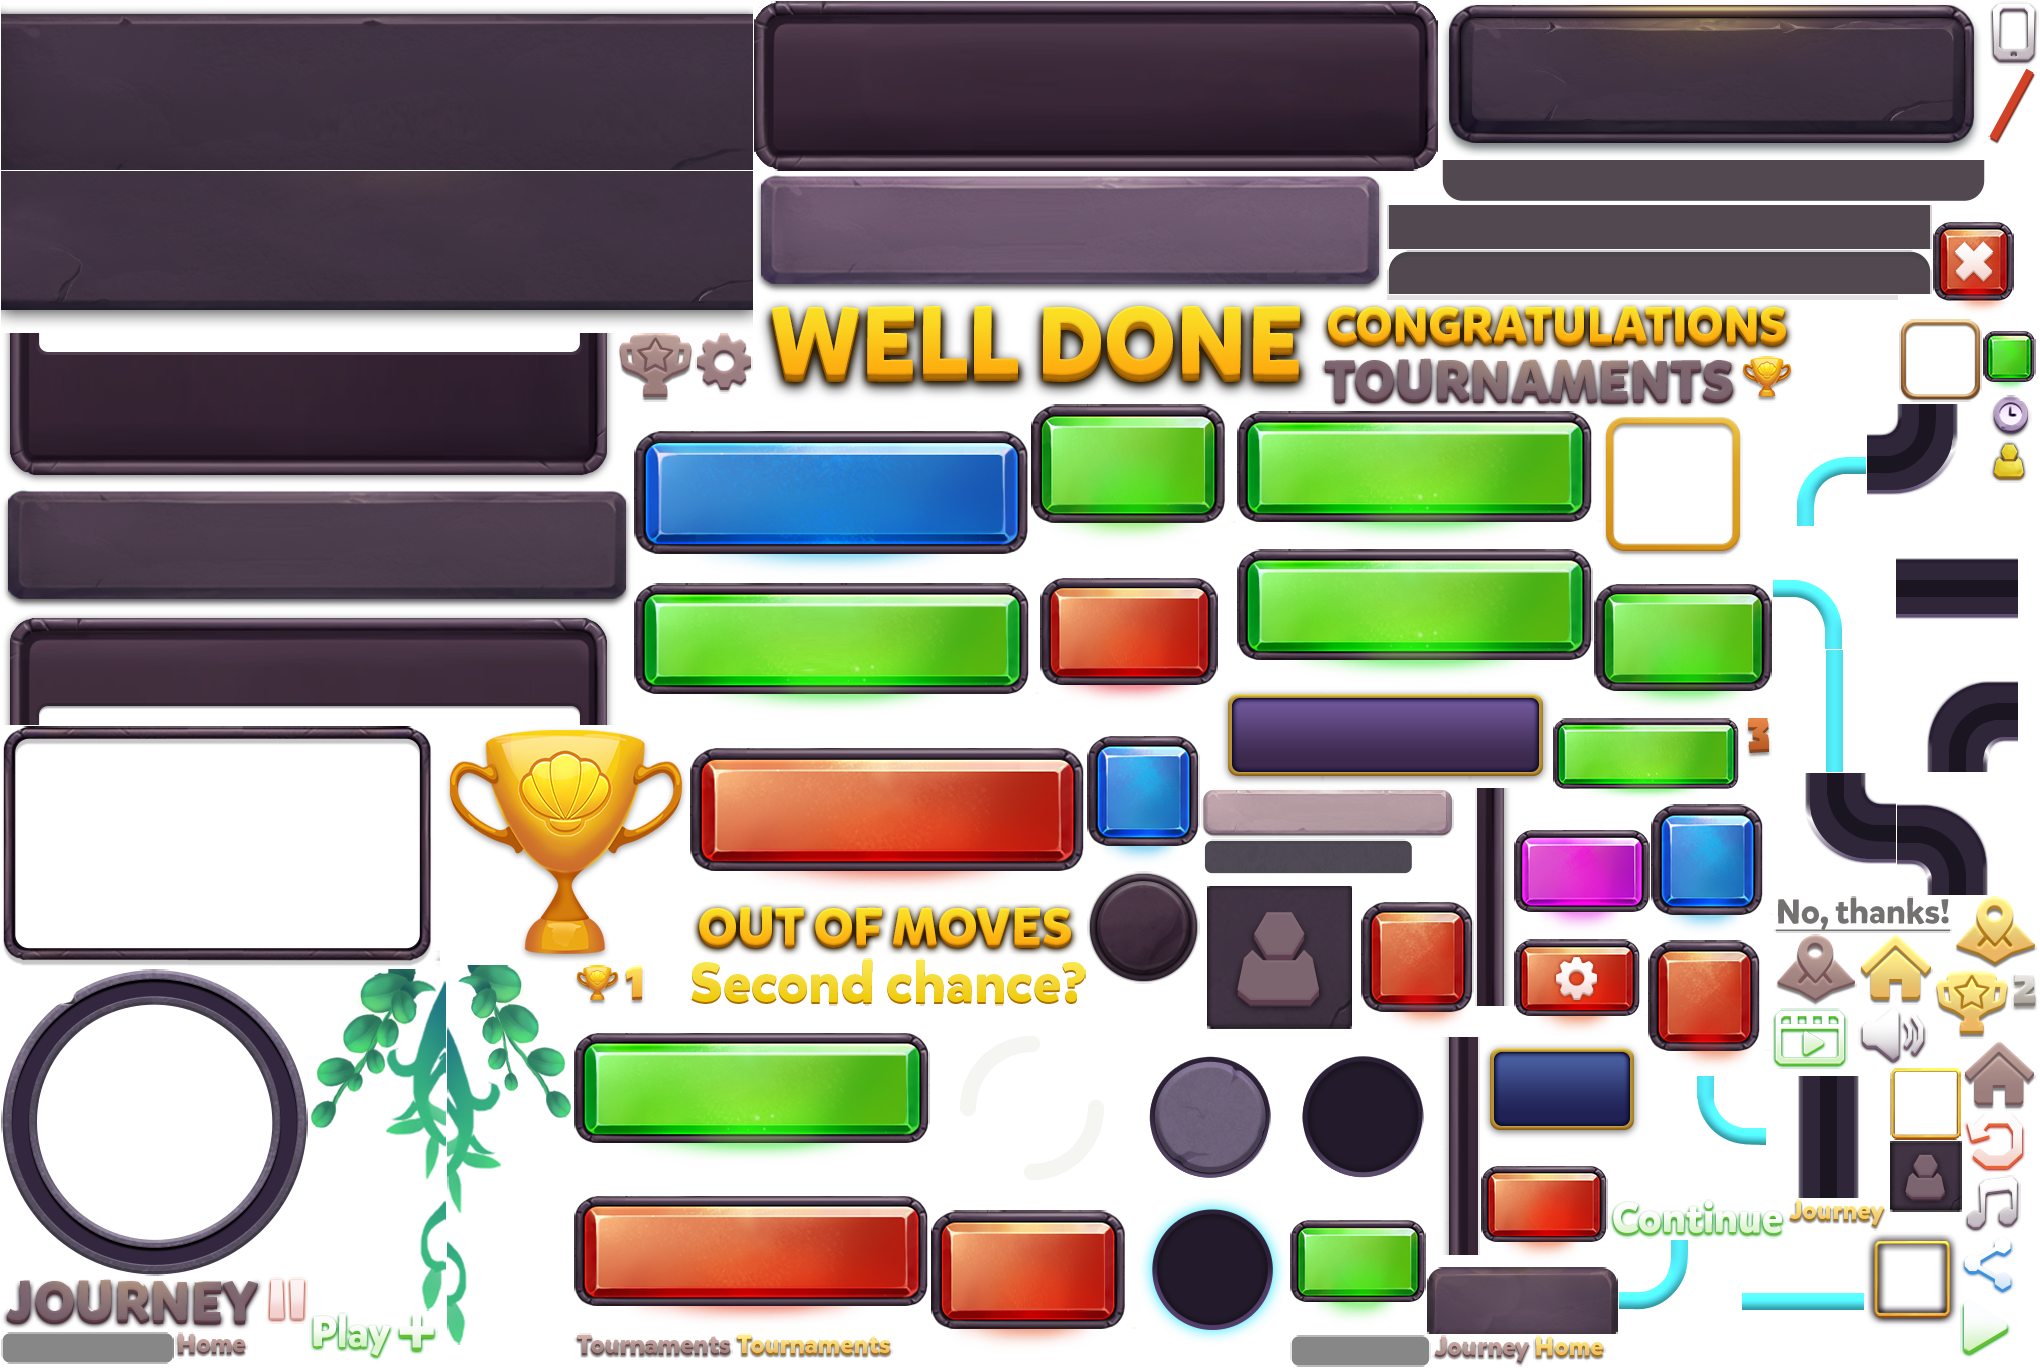 WELL DONE
CONGRATULATIONS
TOURNAMENTS
3
No, thanks!
OUT OF MOVES
Second chance?
1
2
Continue
Journey
JOURNEY
Play +
Home
Tournaments Tournaments
Journey Home